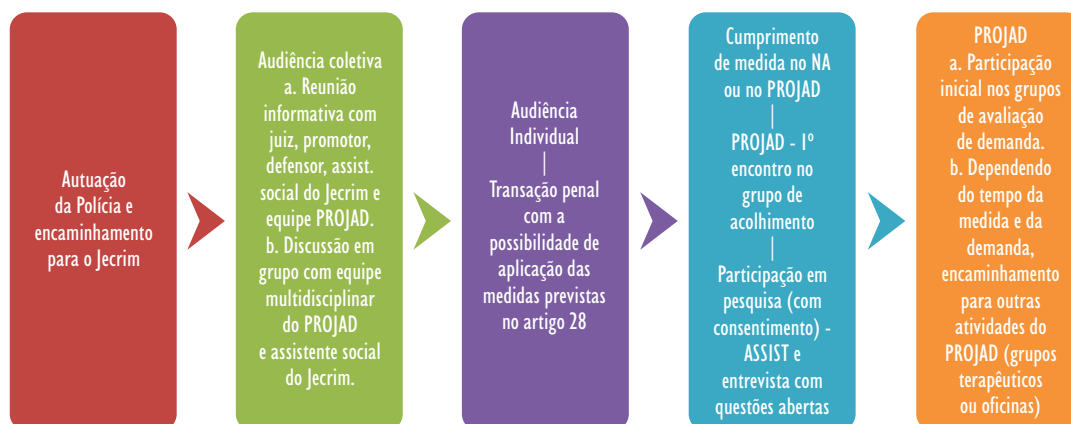 Autuação
da Polícia e
encaminhamento
para o Jecrim
Audiência coletiva
a. Reunião
informativa com
juiz, promotor,
defensor, assist.
social do Jecrim e
equipe PROJAD.
b. Discussão em
grupo com equipe
multidisciplinar
do PROJAD
e assistente social
do Jecrim.
Audiência
Individual
|
Transação penal
com a
possibilidade de
aplicação das
medidas previstas
no artigo 28
Cumprimento
de medida no NA
ou no PROJAD
|
PROJAD - 1º
encontro no
grupo de
acolhimento
|
Participação em
pesquisa (com
consentimento) -
ASSIST e
entrevista com
questões abertas
PROJAD
a. Participação
inicial nos grupos
de avaliação
de demanda.
b. Dependendo
do tempo da
medida e da
demanda,
encaminhamento
para outras
atividades do
PROJAD (grupos
terapêuticos
ou oficinas)